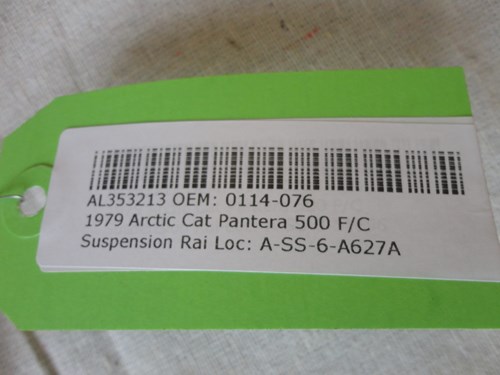 AL353213 OEM: 0114-076
1979 Arctic Cat Pantera 500 F/C
Suspension Rai Loc: A-SS-6-A627A